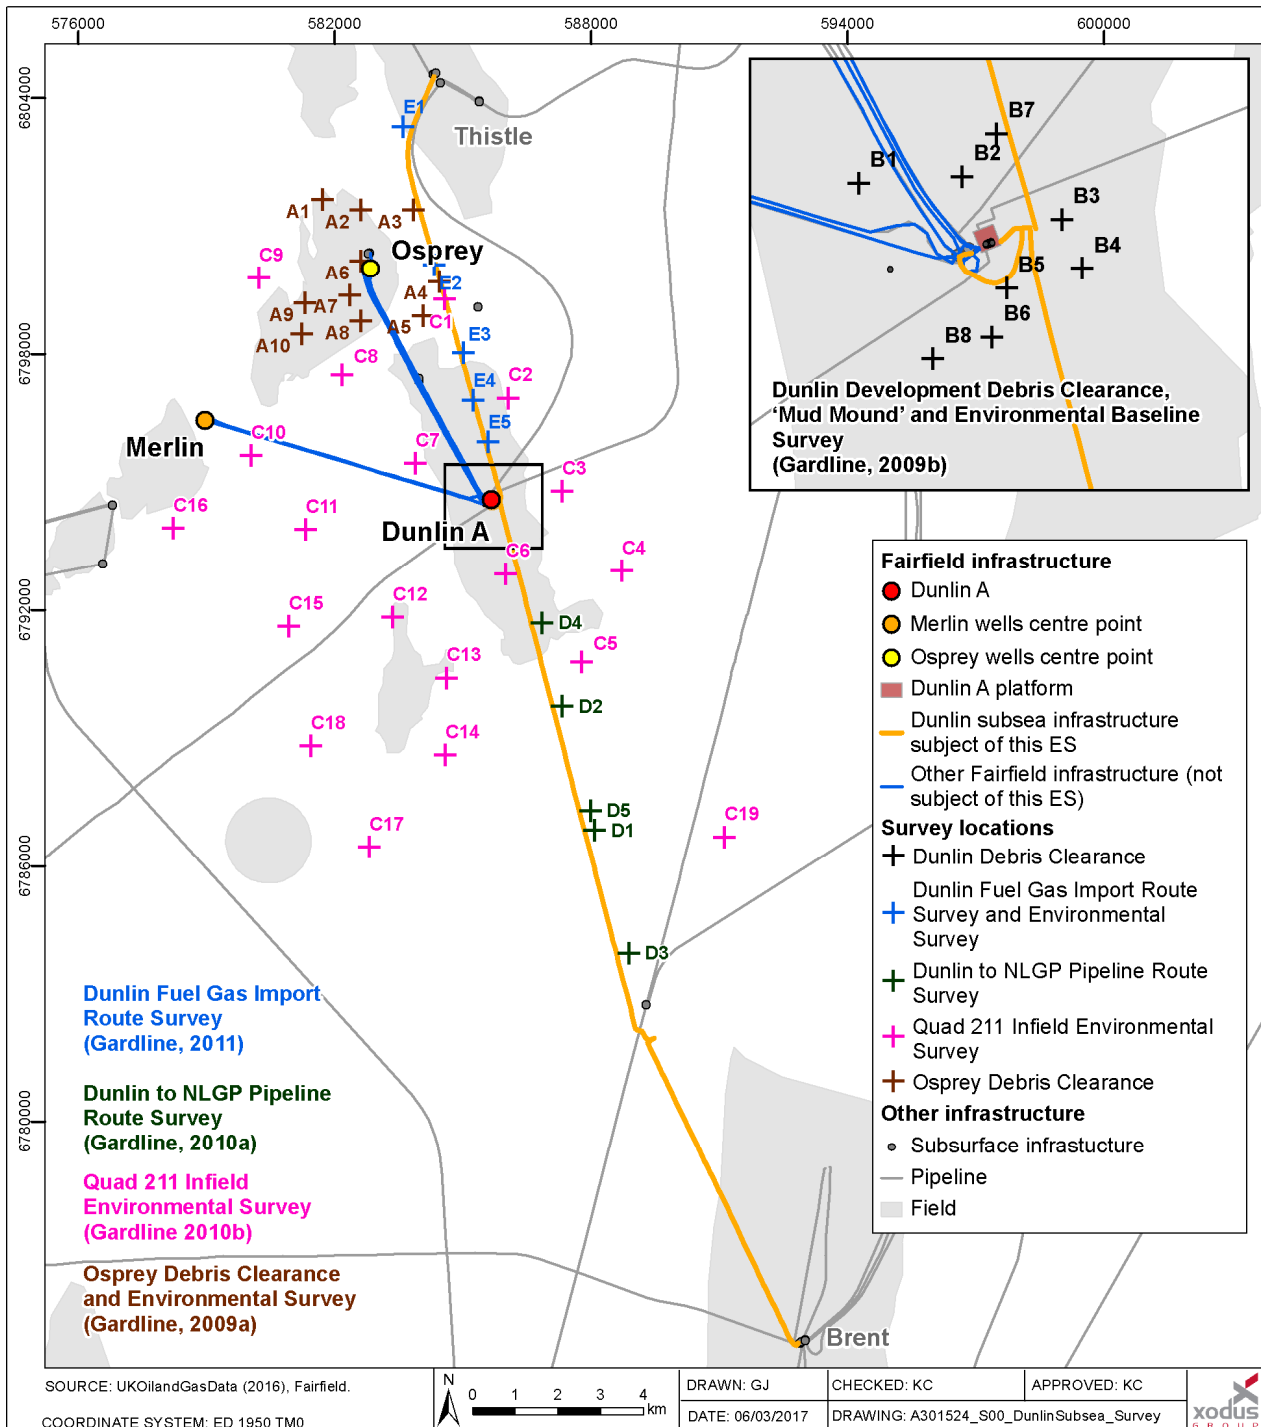 576000
582000
588000
594000
600000
6804000
6798000
6792000
6786000
6780000
E1
Thistle
A1
A2
A3
Osprey
C9
A6
E2
A7
A4
C1
A9
A5
A8
A10
E3
C8
E4
C2
E5
Merlin
C10
C7
C3
C16
C11
Dunlin A
C6
C4
C15
C12
D4
C5
C13
D2
C18
C14
D5
D1
C19
C17
D3
Brent
B7
B1
B2
B3
B4
B5
B6
B8
Dunlin Development Debris Clearance,
‘Mud Mound’ and Environmental Baseline
Survey
(Gardline, 2009b)
Fairfield infrastructure
Dunlin A
Merlin wells centre point
Osprey wells centre point
Dunlin A platform
Dunlin subsea infrastructure
subject of this ES
Other Fairfield infrastructure (not
subject of this ES)
Survey locations
Dunlin Debris Clearance
Dunlin Fuel Gas Import Route
Survey and Environmental
Survey
Dunlin to NLGP Pipeline Route
Survey
Quad 211 Infield Environmental
Survey
Osprey Debris Clearance
Other infrastructure
Subsurface infrastucture
Pipeline
Field
Dunlin Fuel Gas Import
Route Survey
(Gardline, 2011)
Dunlin to NLGP Pipeline
Route Survey
(Gardline, 2010a)
Quad 211 Infield
Environmental Survey
(Gardline 2010b)
Osprey Debris Clearance
and Environmental Survey
(Gardline, 2009a)
SOURCE: UKOilandGasData (2016), Fairfield.
COORDINATE SYSTEM: ED 1950 TM0
N
0 1 2 3 4
km
DRAWN: GJ
CHECKED: KC
APPROVED: KC
DATE: 06/03/2017
DRAWING: A301524_S00_DunlinSubsea_Survey
xodus
GROUP